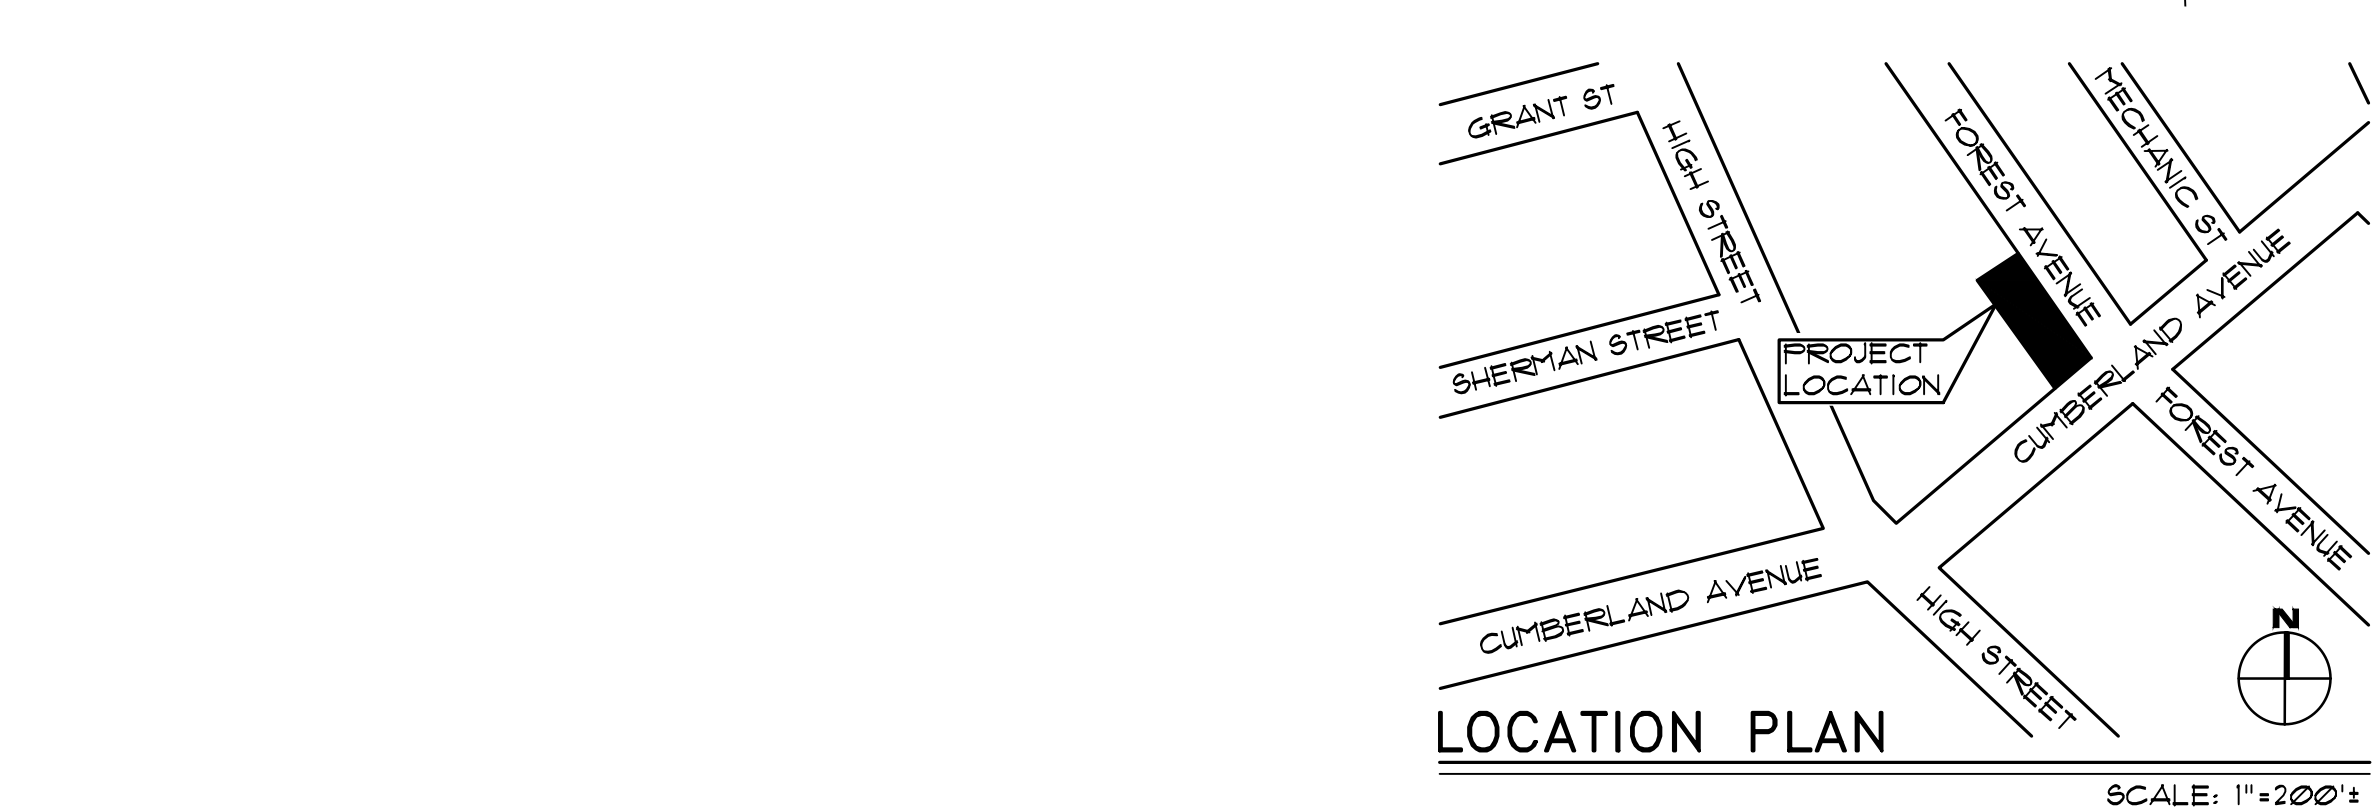 GRANT ST
HIGH STREET
FOREST AVENUE
MECHANIC ST
SHERMAN STREET
PROJECT
LOCATION
CUMBERLAND AVENUE
FOREST AVENUE
CUMBERLAND AVENUE
HIGH STREET
N
LOCATION PLAN
SCALE: 1"=200'±